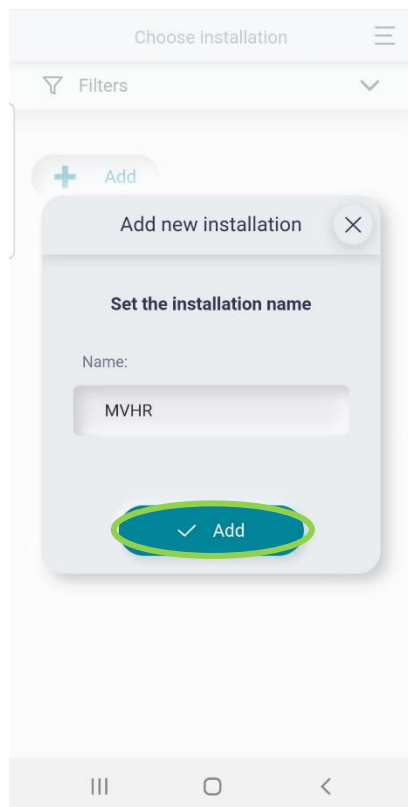 Choose installation
Filters
Add
Add new installation
Set the installation name
Name:
MVHR
Add